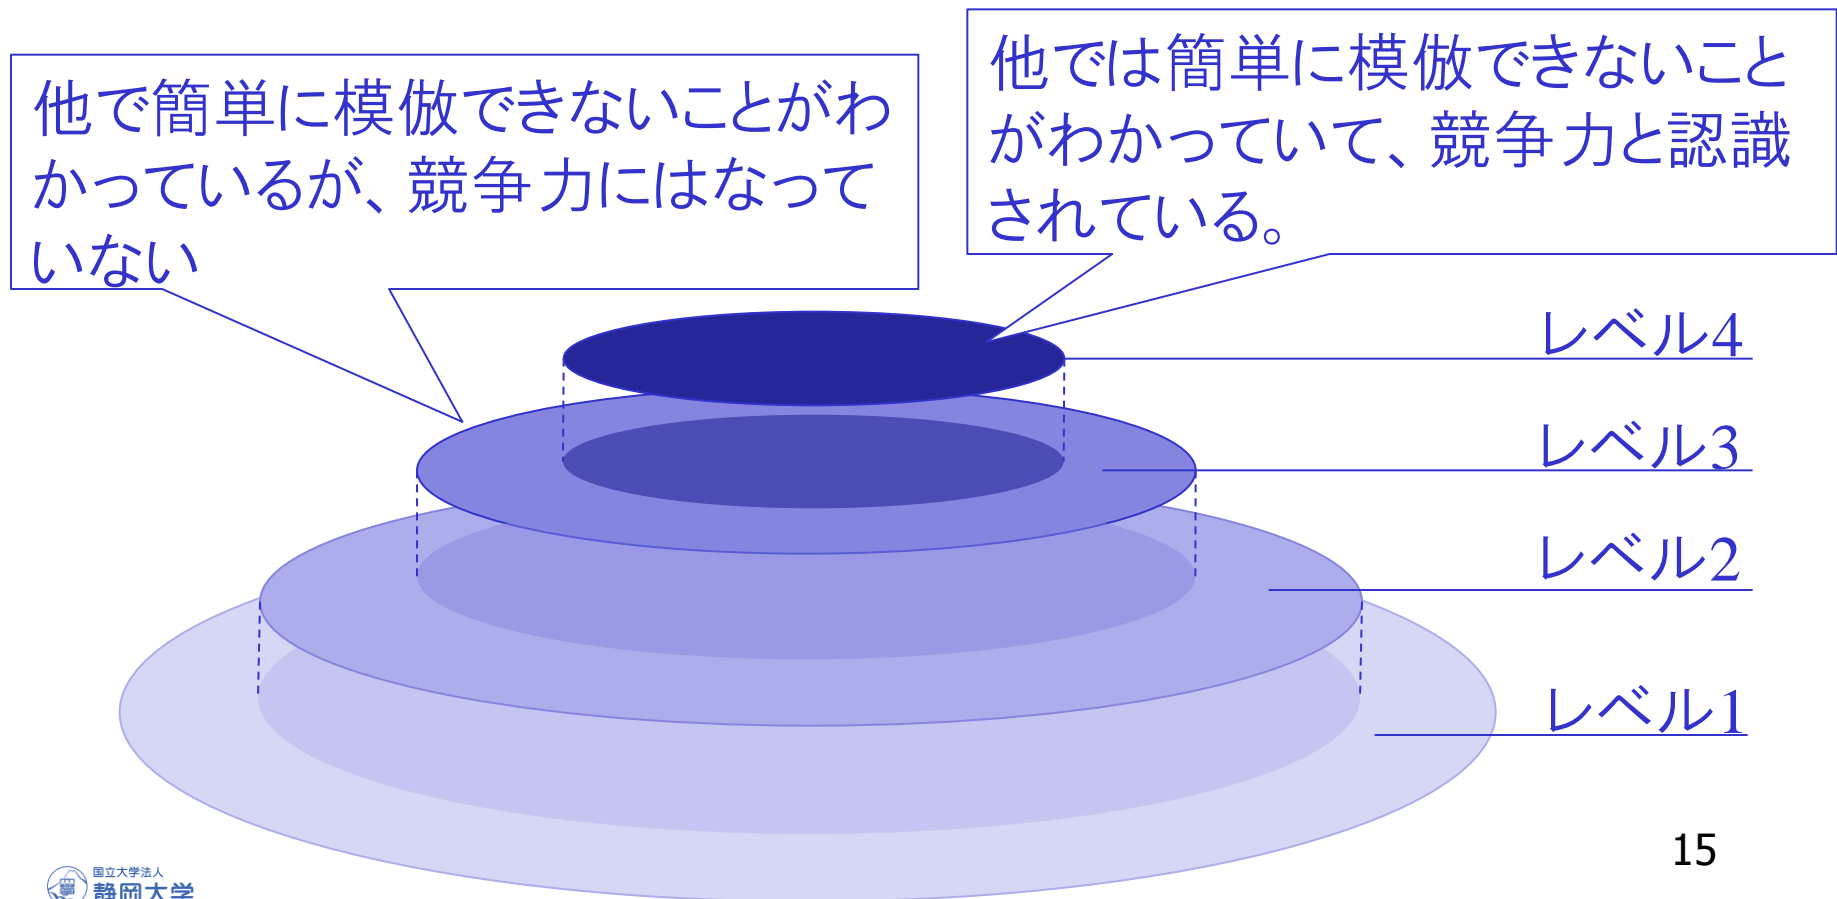 他で簡単に模倣できないことがわ
かっているが、競争力にはなって
いない
他では簡単に模倣できないこと
がわかっていて、競争力と認識
されている。
レベル4
レベル3
レベル2
レベル1
15
国立大学法人
静岡大学